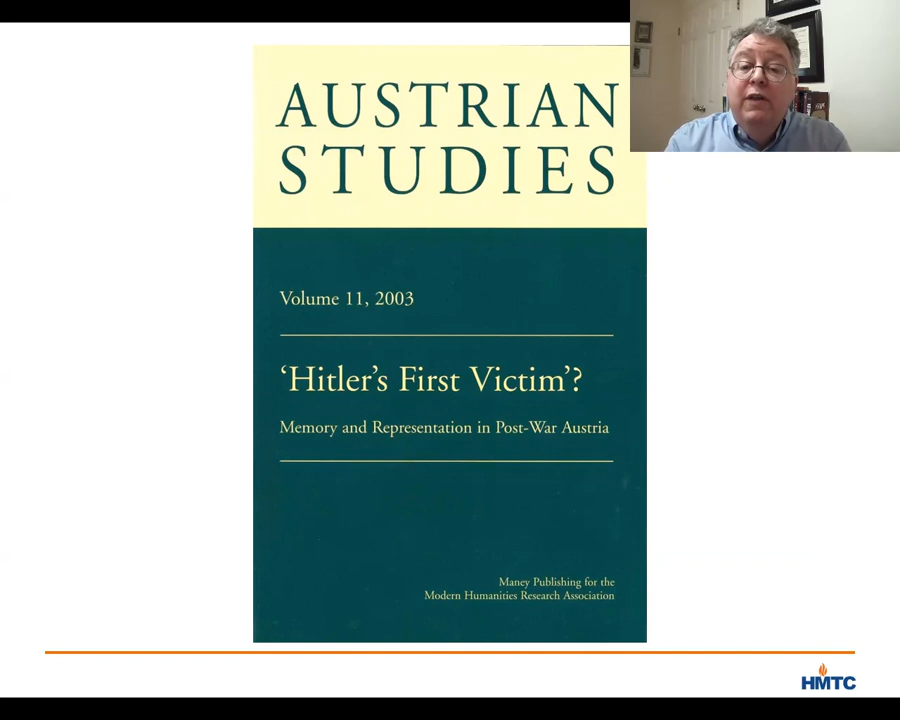 AUSTRIAN
STUDIES
Volume 11, 2003
‘Hitler’s First Victim’?
Memory and Representation in Post-War Austria
Maney Publishing for the
Modern Humanities Research Association
HMTC